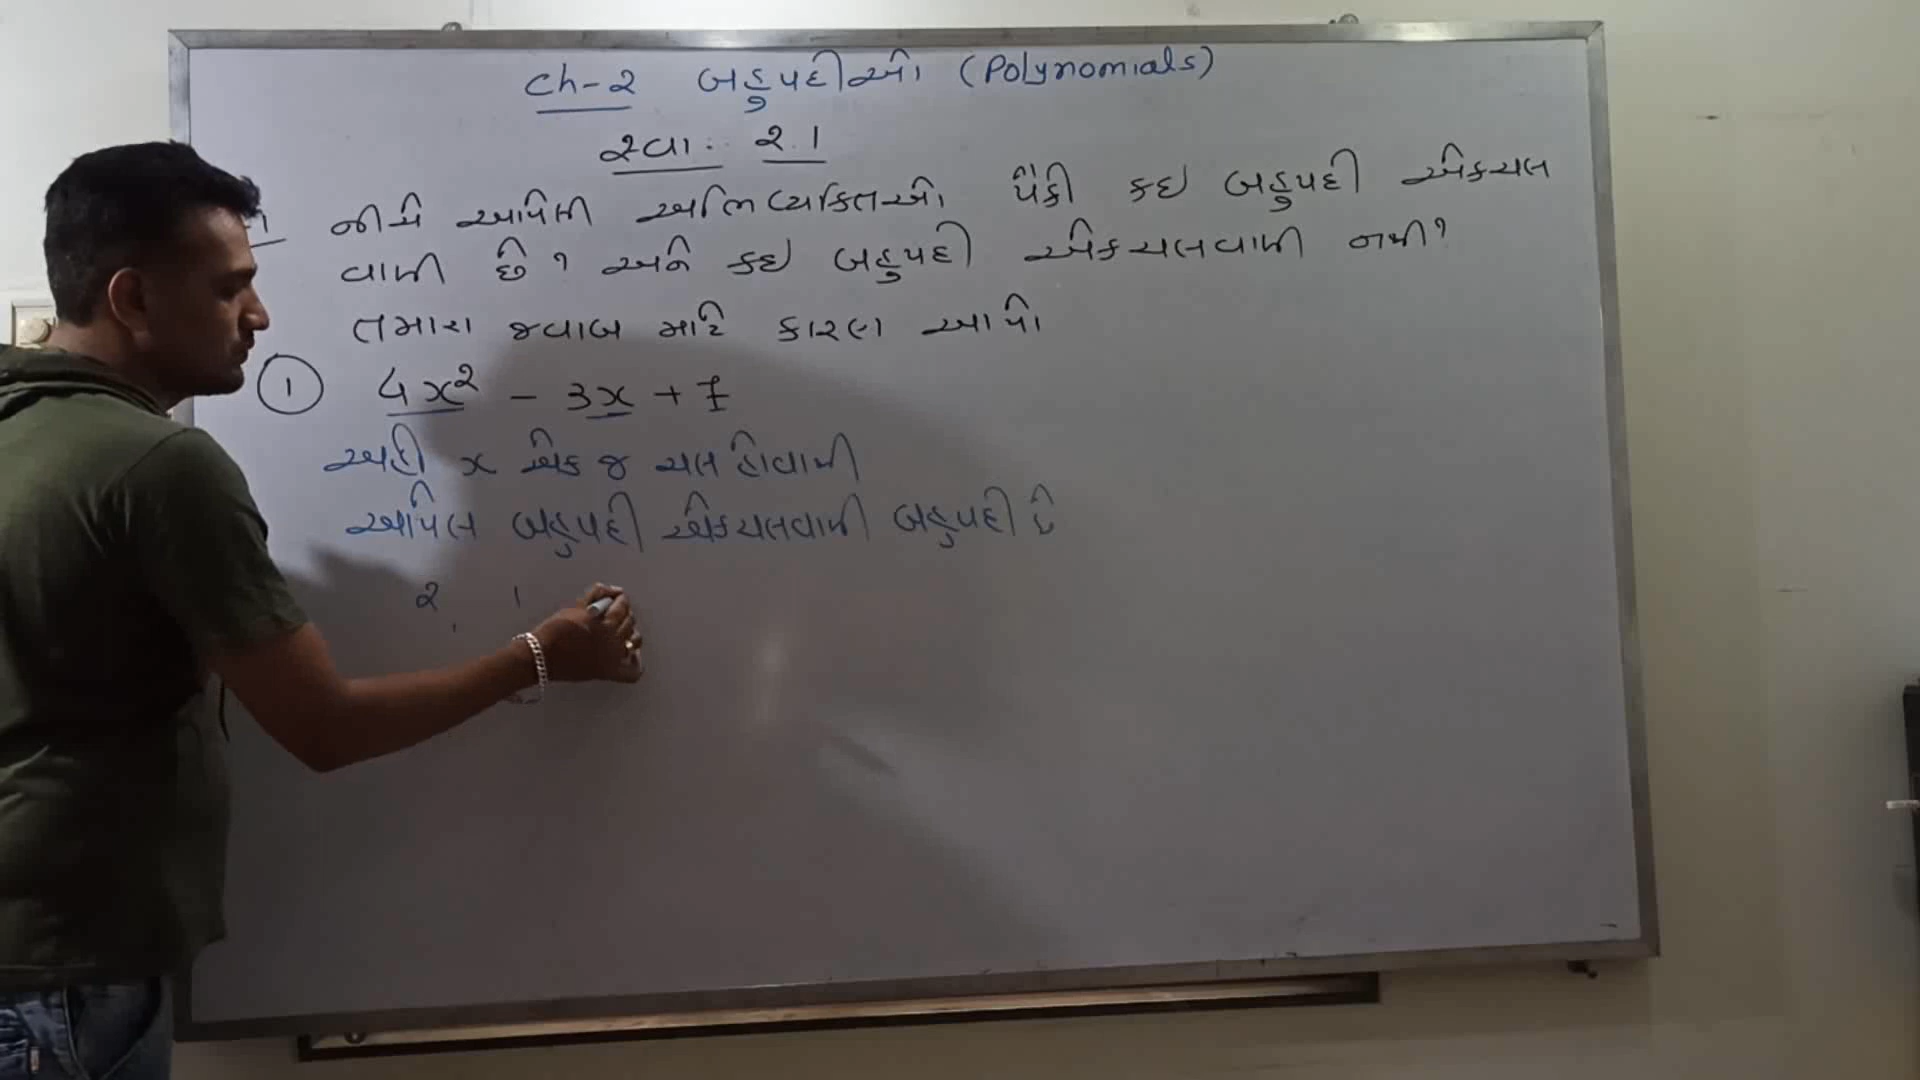 Ch-2 બહુપદીઓ (Polynomials)
સ્વા. 2.1
નીચે આપેલી અભિવ્યક્તિઓ પૈકી કઇ બહુપદી એકચલ
વાળી છે ? અને કઇ બહુપદી એકચલવાળી નથી ?
તમારા જવાબ માટે કારણ આપો
① 4x² - 3x + 7
અહીં x એક જ ચલ હોવાથી
આપેલ બહુપદી એકચલવાળી બહુપદી છે
2, 1